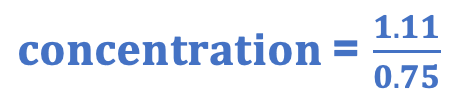 concentration = 1.11/0.75